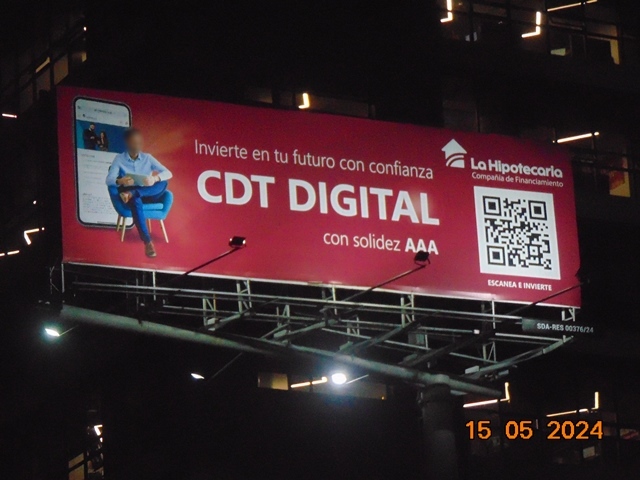 Invierte en tu futuro con confianza
CDT DIGITAL
con solidez AAA
La Hipotecaria
Compañía de Financiamiento
ESCANEA E INVIERTE
SDA-RES 00376/24
15 05 2024